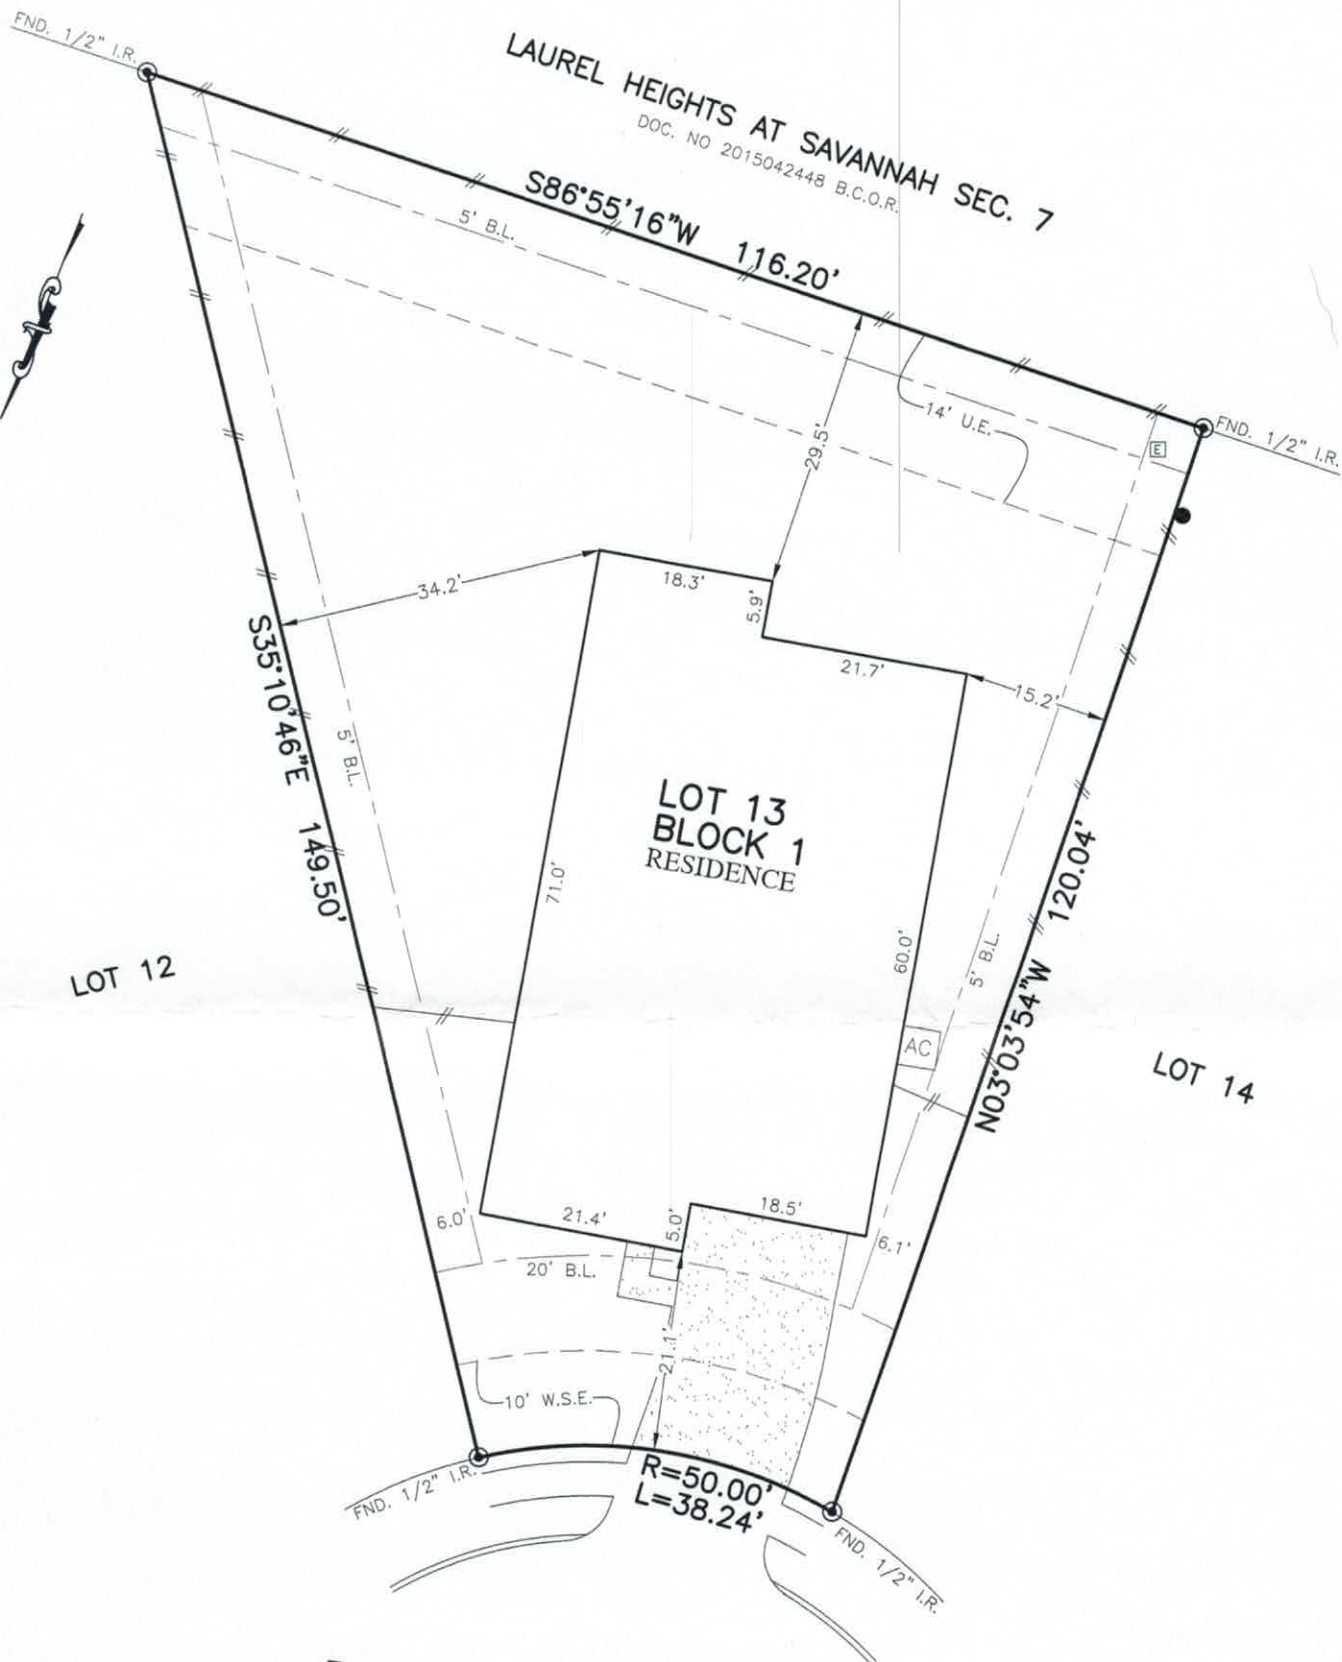 FND. 1/2" I.R.
LAUREL HEIGHTS AT SAVANNAH SEC. 7
DOC. NO 2015042448 B.C.O.R.
S86°55'16"W 116.20'
5' B.L.
14' U.E.
FND. 1/2" I.R.
E
29.5'
34.2'
18.3'
5.9'
21.7'
15.2'
S35°10'46"E 149.50'
5' B.L.
LOT 13
BLOCK 1
RESIDENCE
71.0'
60.0'
5' B.L.
N03°03'54"W 120.04'
LOT 12
AC
LOT 14
6.0'
21.4'
5.0'
18.5'
6.1'
20' B.L.
21.1'
10' W.S.E.
R=50.00'
L=38.24'
FND. 1/2" I.R.
FND. 1/2" I.R.